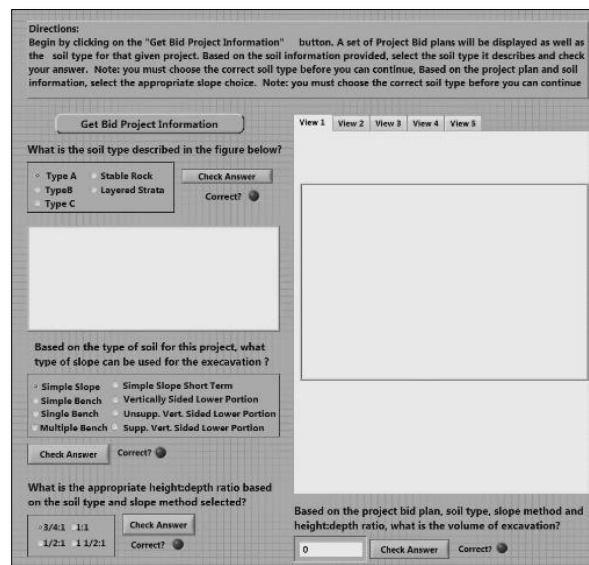 Directions:
Begin by clicking on the "Get Bid Project Information" button. A set of Project Bid plans will be displayed as well as
the soil type for that given project. Based on the soil information provided, select the soil type it describes and check
your answer. Note: you must choose the correct soil type before you can continue, Based on the project plan and soil
information, select the appropriate slope choice. Note: you must choose the correct soil type before you can continue
Get Bid Project Information
What is the soil type described in the figure below?
Type A Stable Rock
TypeB Layered Strata
Type C
Check Answer
Correct?
Based on the type of soil for this project, what
type of slope can be used for the execavation ?
Simple Slope Simple Slope Short Term
Simple Bench Vertically Sided Lower Portion
Single Bench Unsupp. Vert. Sided Lower Portion
Multiple Bench Supp. Vert. Sided Lower Portion
Check Answer Correct?
What is the appropriate height:depth ratio based
on the soil type and slope method selected?
3/4:1 1:1
1/2:1 1 1/2:1
Check Answer
Correct?
View 1 View 2 View 3 View 4 View 5
Based on the project bid plan, soil type, slope method and
height:depth ratio, what is the volume of excavation?
0 Check Answer Correct?